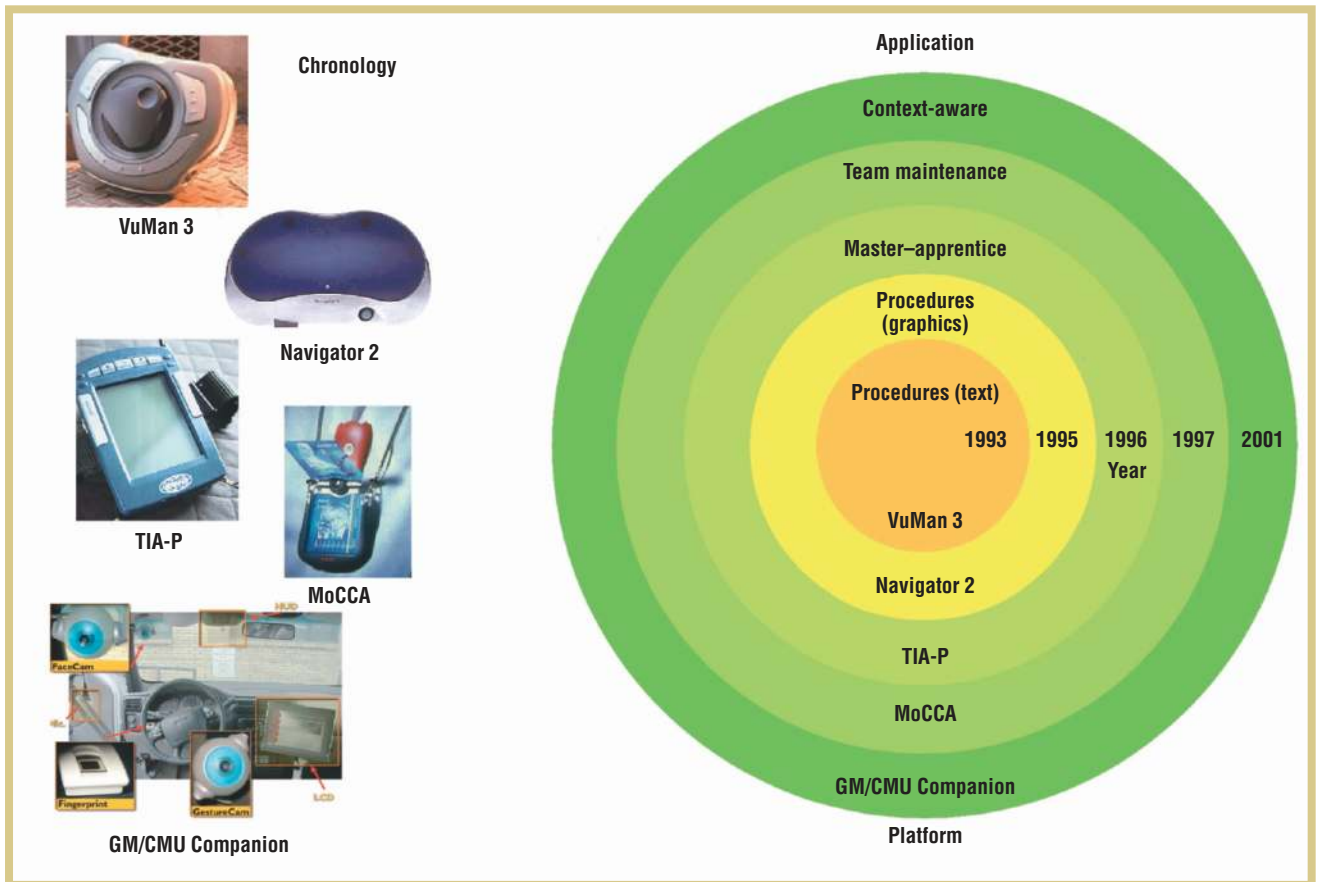 Chronology
VuMan 3
Navigator 2
TIA-P
MoCCA
HUD
FaceCam
Fingerprint
GestureCam
LCD
GM/CMU Companion
Application
Context-aware
Team maintenance
Master–apprentice
Procedures
(graphics)
Procedures (text)
1993 1995 1996 1997 2001
Year
VuMan 3
Navigator 2
TIA-P
MoCCA
GM/CMU Companion
Platform